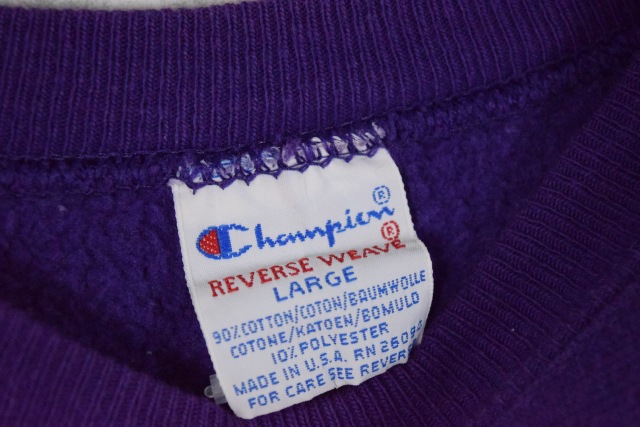 Champion®
REVERSE WEAVE®
LARGE
90% COTTON/COTON/BAUMWOLLE
COTONE/KATOEN/BOMULD
10% POLYESTER
MADE IN U.S.A. RN 26094
FOR CARE SEE REVERSE